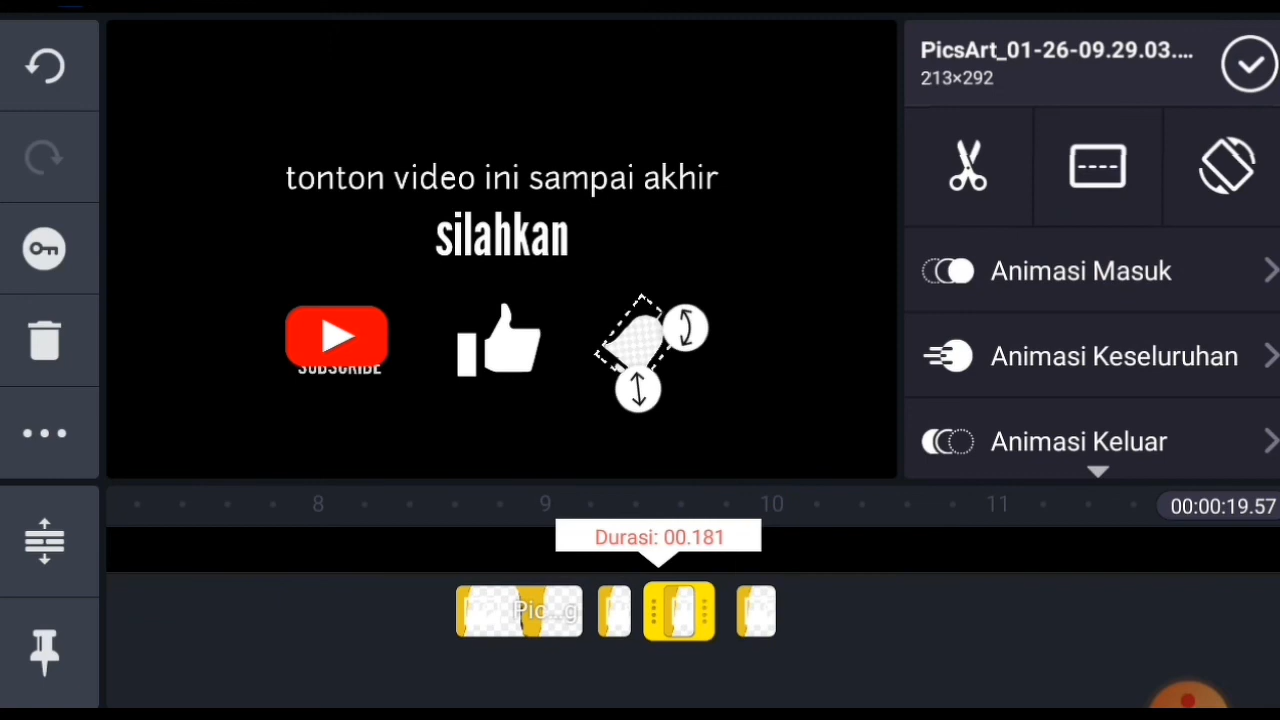 PicsArt_01-26-09.29.03....
213×292
tonton video ini sampai akhir
silahkan
SUBSCRIBE
Animasi Masuk
Animasi Keseluruhan
Animasi Keluar
8 9 10 11
00:00:19.57
Durasi: 00.181
Pic...g